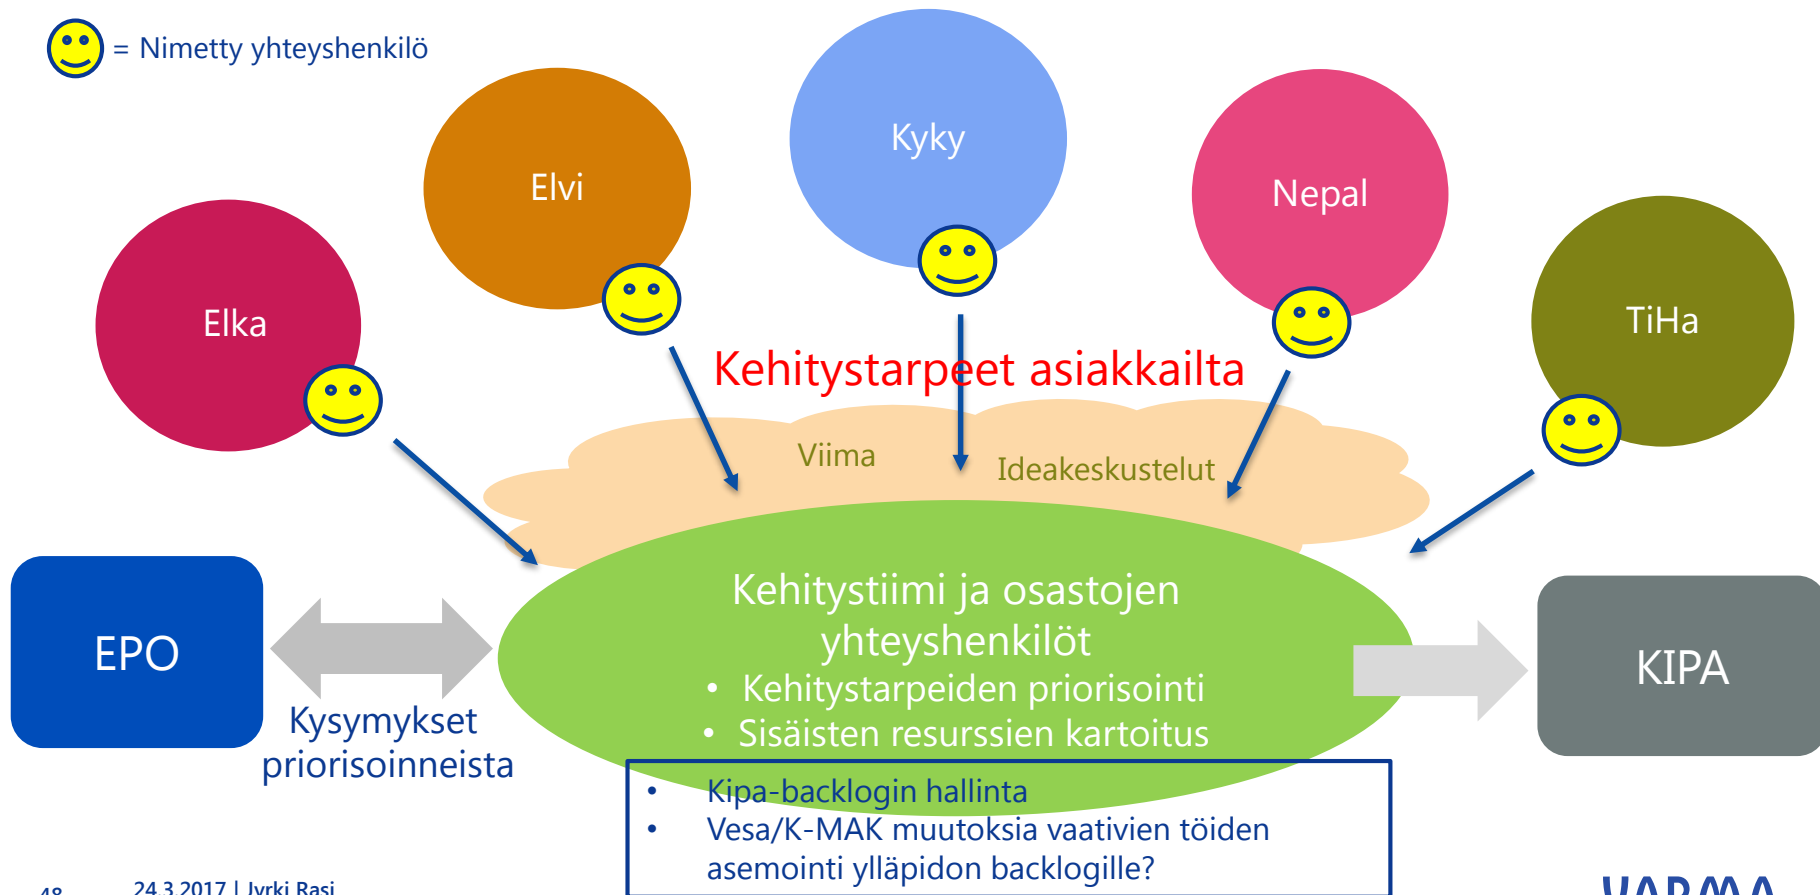 = Nimetty yhteyshenkilö
Kyky
Elvi
Nepal
Elka
TiHa
Kehitystarpeet asiakkailta
Viima
Ideakeskustelut
Kehitystiimi ja osastojen
yhteyshenkilöt
• Kehitystarpeiden priorisointi
• Sisäisten resurssien kartoitus
EPO
KIPA
Kysymykset
priorisoinneista
• Kipa-backlogin hallinta
• Vesa/K-MAK muutoksia vaativien töiden
asemointi ylläpidon backlogille?
48 24.3.2017 | Jyrki Rasi
VARMA